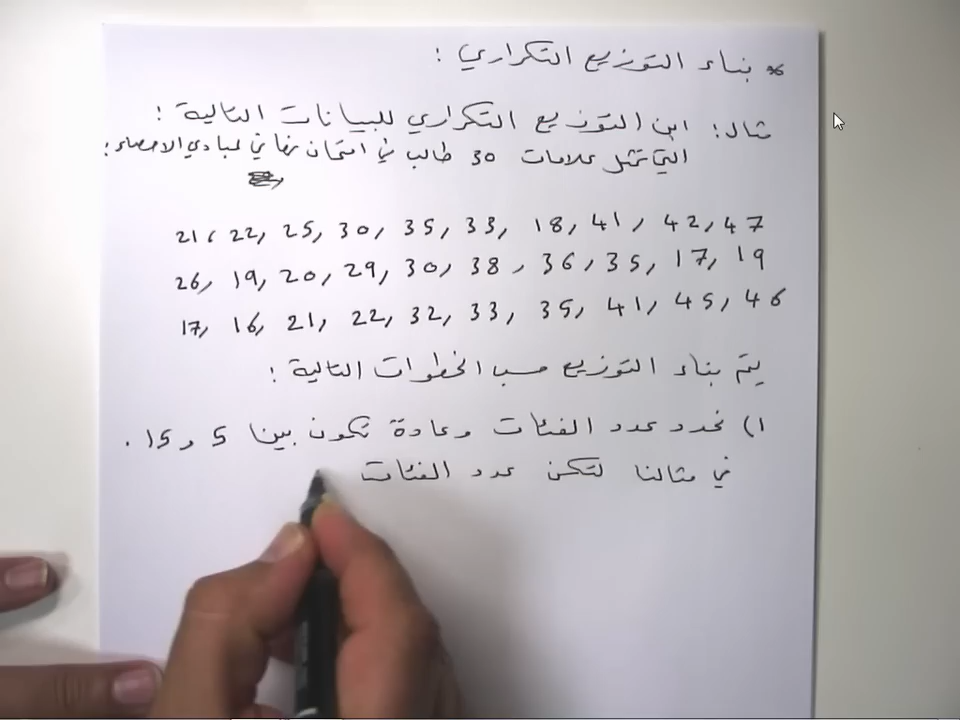 * بناء التوزيع التكراري :
مثال: ابن التوزيع التكراري للبيانات التالية :
التي تمثل علامات 30 طالب في امتحان نهائي لمبادئ الاحصاء :
21, 22, 25, 30, 35, 33, 18, 41, 42, 47
26, 19, 20, 29, 30, 38, 36, 35, 17, 19
17, 16, 21, 22, 32, 33, 35, 41, 45, 46
يتم بناء التوزيع حسب الخطوات التالية :
1) نحدد عدد الفئات وعادة تكون بين 5 و 15 .
في مثالنا لتكن عدد الفئات